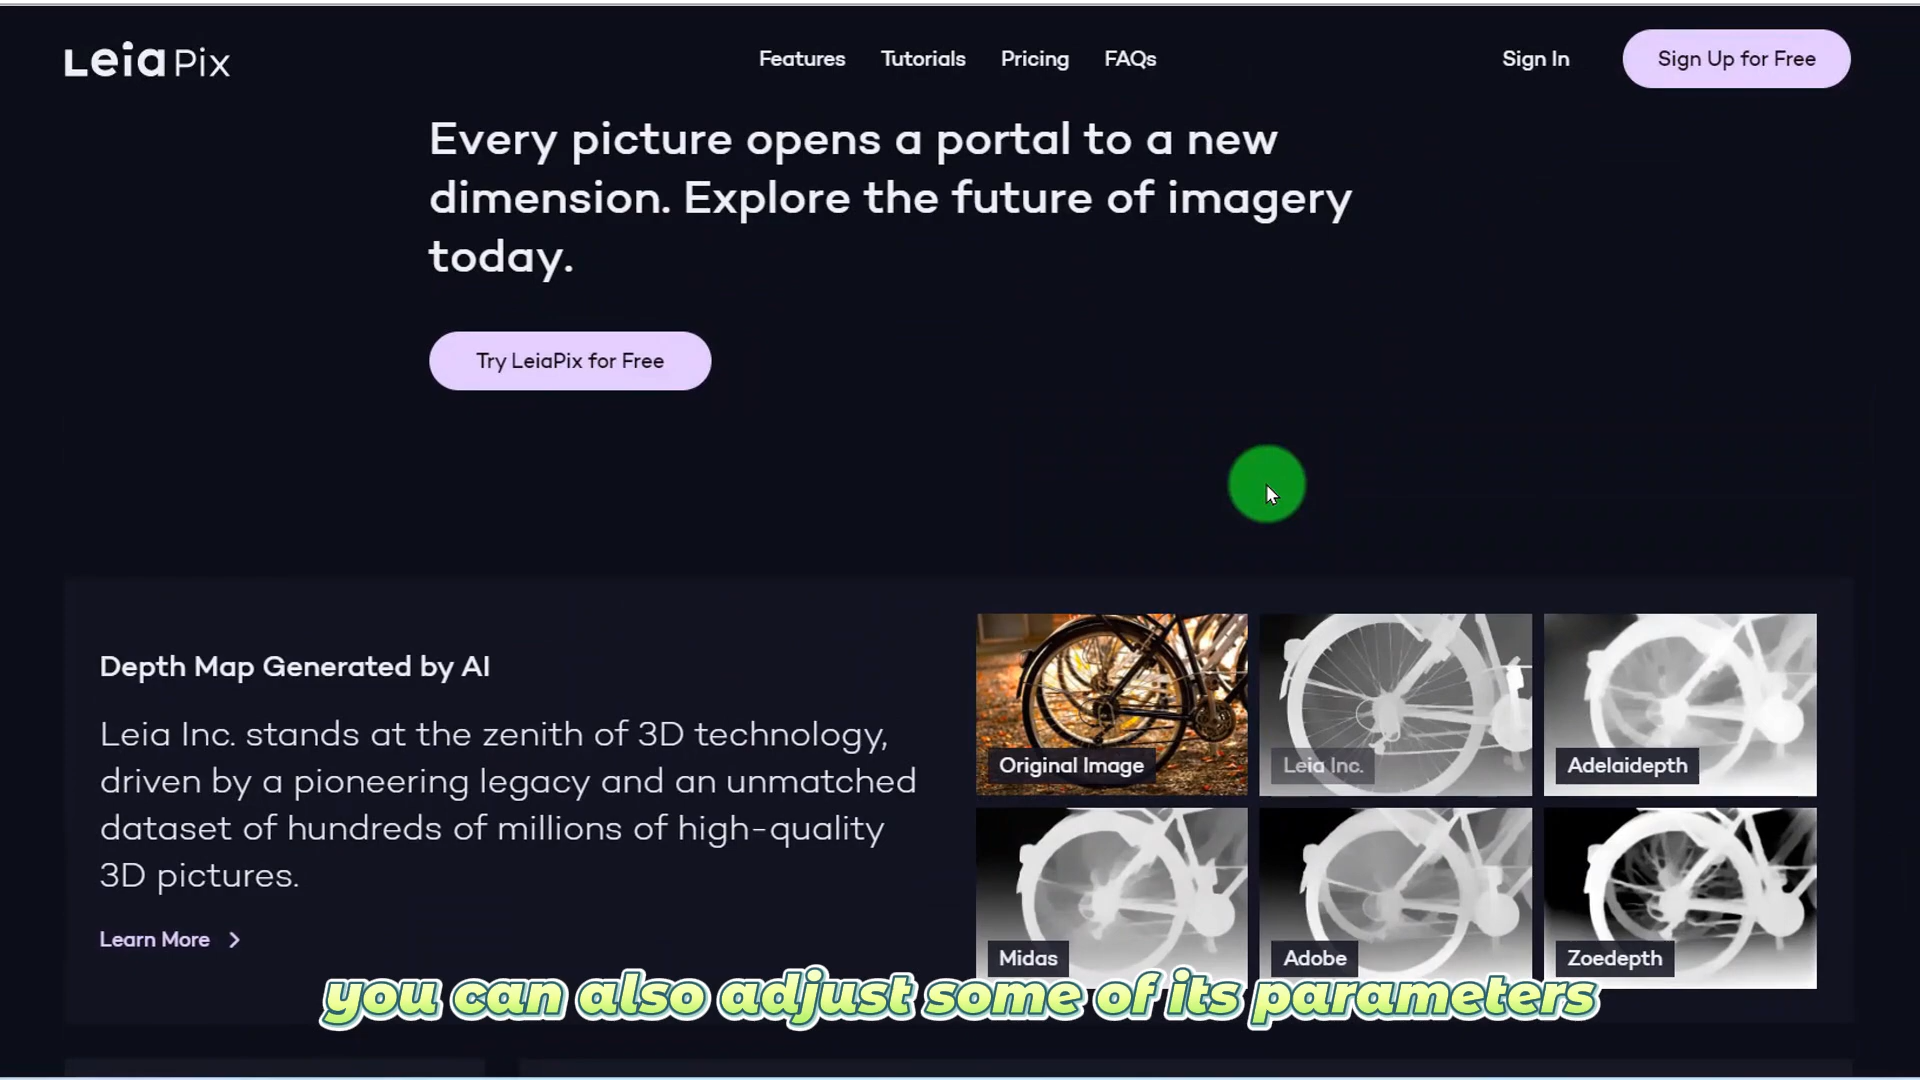 Leia Pix
Features
Tutorials
Pricing
FAQs
Sign In
Sign Up for Free
Every picture opens a portal to a new
dimension. Explore the future of imagery
today.
Try LeiaPix for Free
Depth Map Generated by AI
Leia Inc. stands at the zenith of 3D technology,
driven by a pioneering legacy and an unmatched
dataset of hundreds of millions of high-quality
3D pictures.
Learn More
Original Image
Leia Inc.
Adelaidepth
Midas
Adobe
Zoedepth
you can also adjust some of its parameters